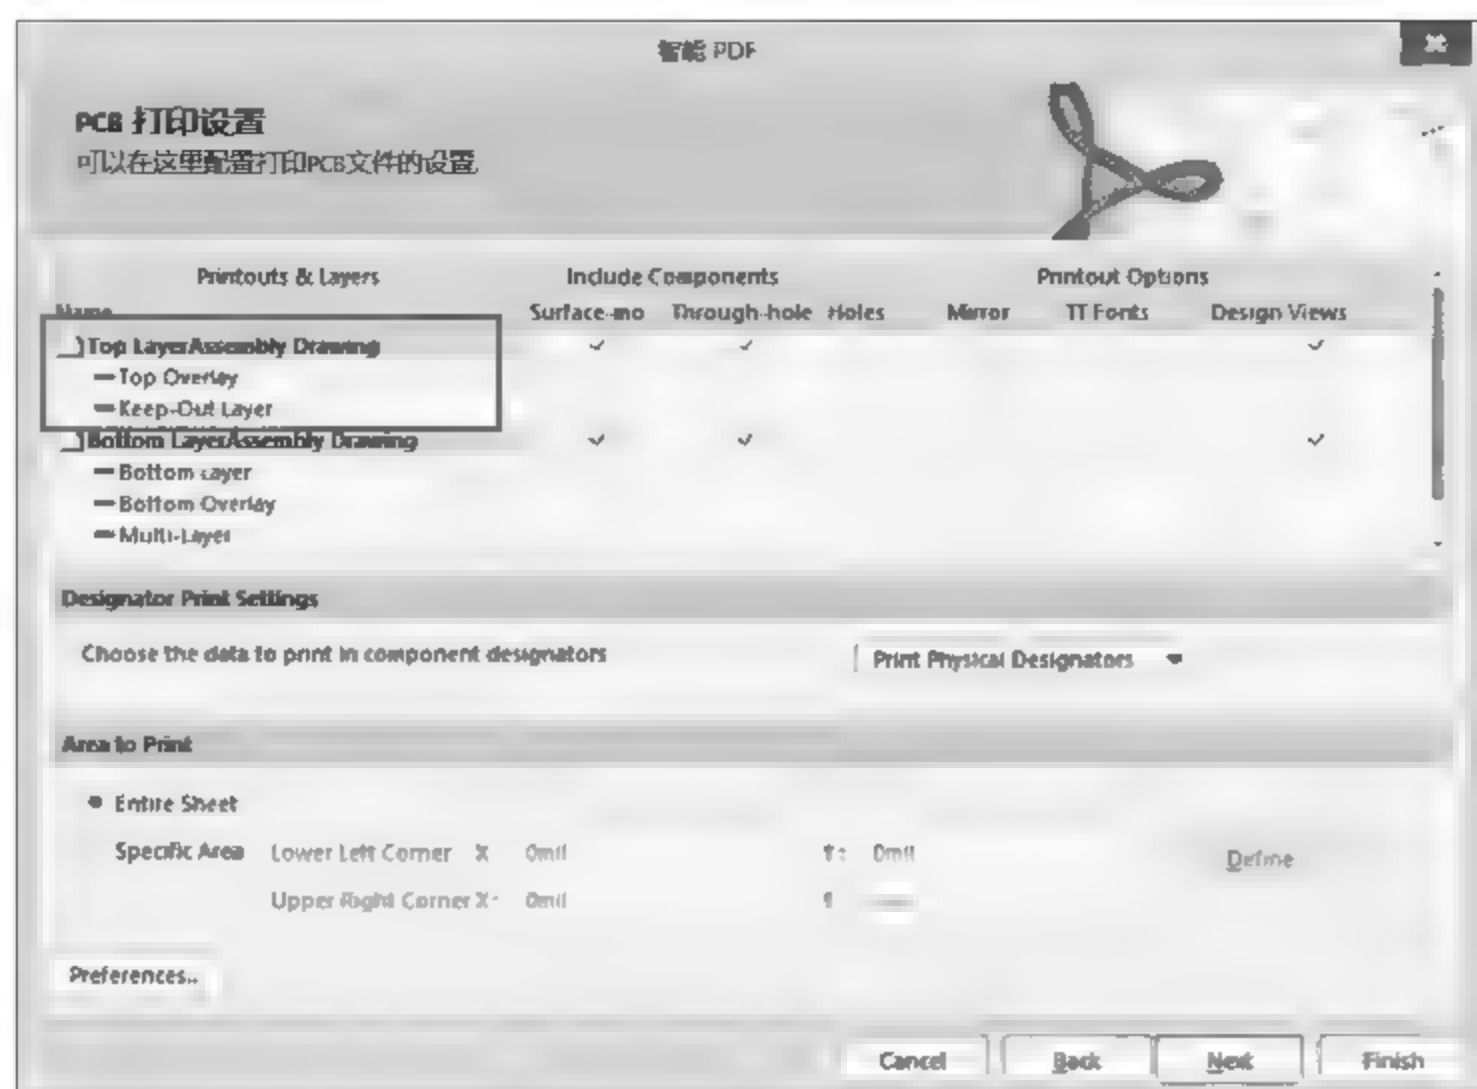 智能 PDF
PCB 打印设置
可以在这里配置打印PCB文件的设置.
Printouts & Layers Include Components Printout Options
Name Surface-mo Through-hole Holes Mirror TT Fonts Design Views
Top LayerAssembly Drawing
Top Overlay
Keep-Out Layer
Bottom LayerAssembly Drawing
Bottom Layer
Bottom Overlay
Multi-Layer
Designator Print Settings
Choose the data to print in component designators Print Physical Designators
Area to Print
Entire Sheet
Specific Area Lower Left Corner X 0mil Y: 0mil Define
Upper Right Corner X: 0mil
Preferences..
Cancel Back Next Finish